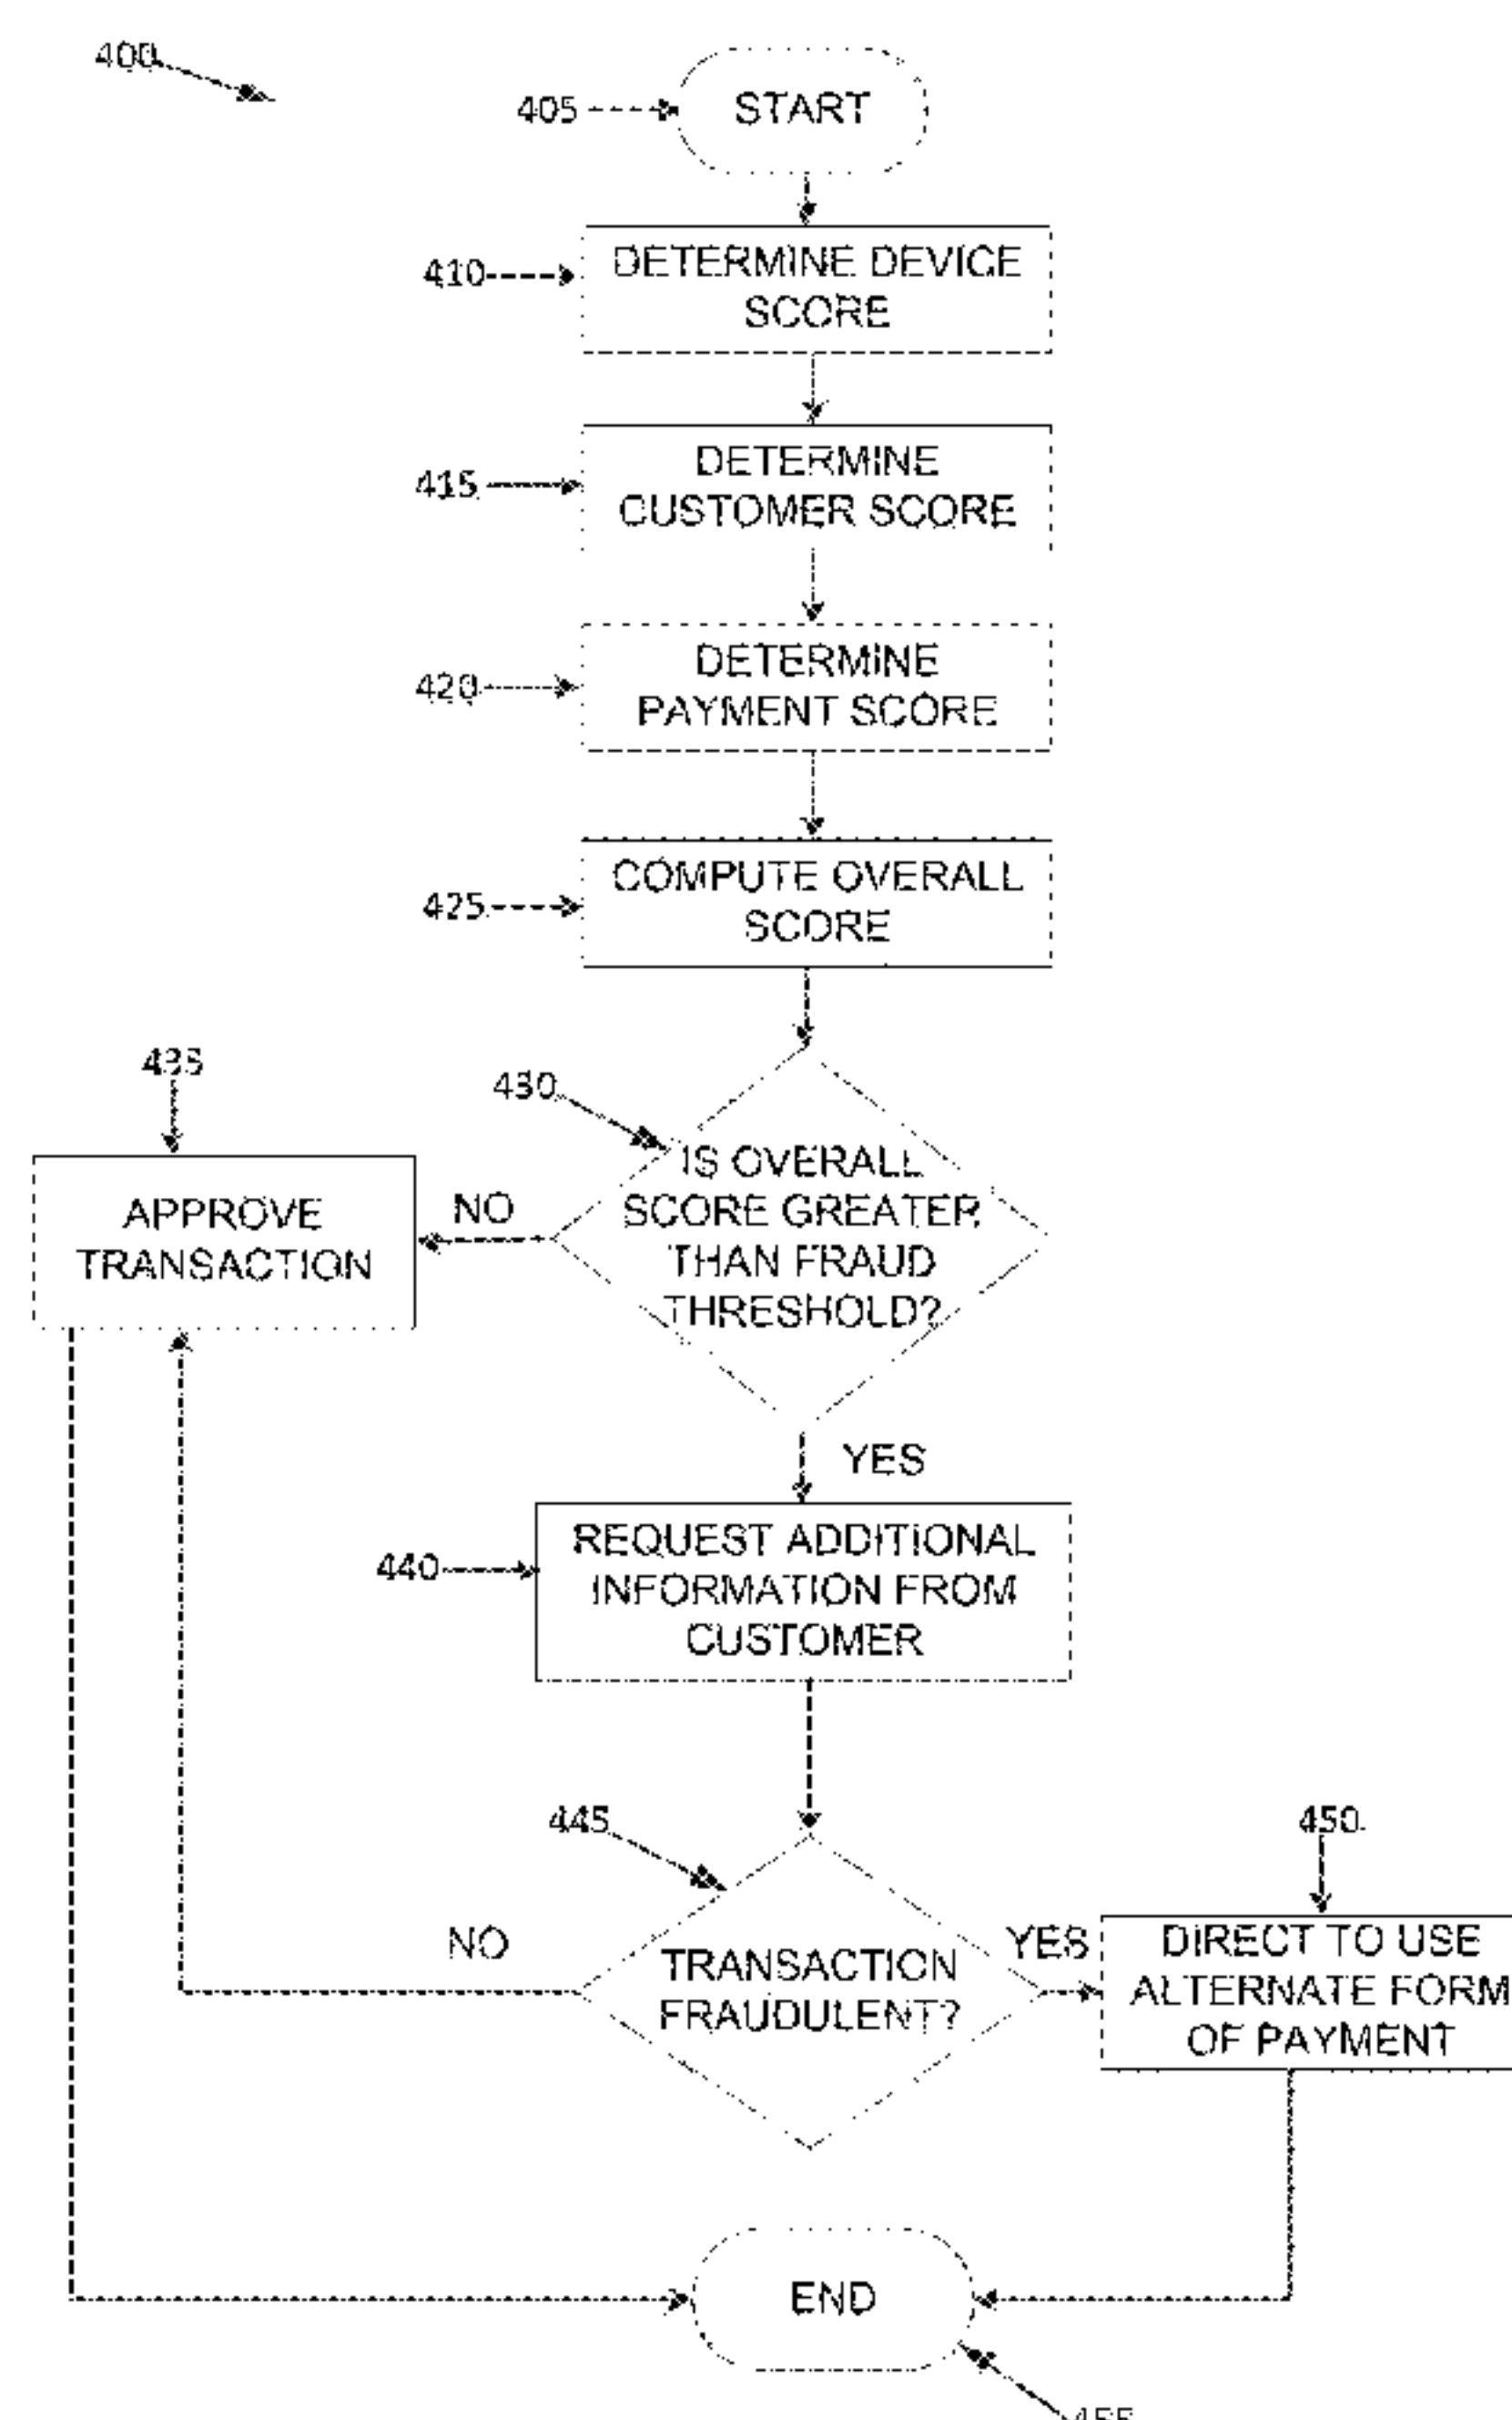 400
405
START
410
DETERMINE DEVICE
SCORE
415
DETERMINE
CUSTOMER SCORE
420
DETERMINE
PAYMENT SCORE
425
COMPUTE OVERALL
SCORE
435
430
IS OVERALL
SCORE GREATER
THAN FRAUD
THRESHOLD?
NO
APPROVE
TRANSACTION
YES
440
REQUEST ADDITIONAL
INFORMATION FROM
CUSTOMER
445
450
NO
TRANSACTION
FRAUDULENT?
YES
DIRECT TO USE
ALTERNATE FORM
OF PAYMENT
END
455